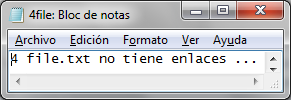 4file: Bloc de notas
Archivo Edición Formato Ver Ayuda
4 file.txt no tiene enlaces ...